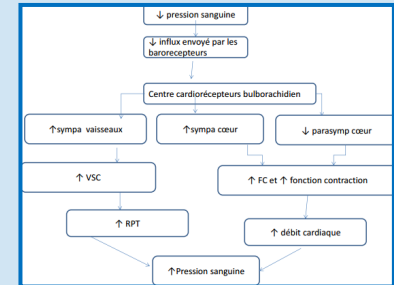 ↓ pression sanguine
↓ influx envoyé par les
barorecepteurs
Centre cardiorécepteurs bulborachidien
↑sympa vaisseaux
↑sympa cœur
↓ parasymp cœur
↑ VSC
↑ FC et ↑ fonction contraction
↑ RPT
↑ débit cardiaque
↑Pression sanguine